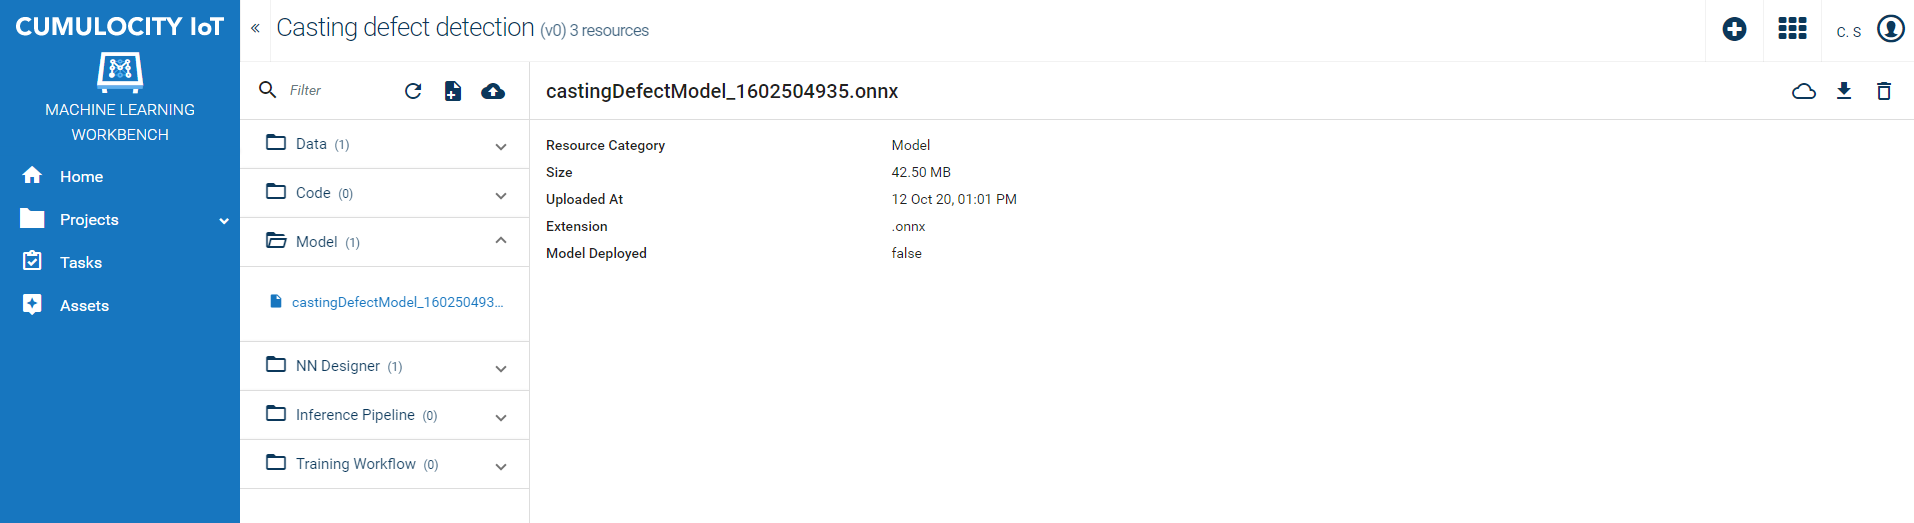 CUMULOCITY IoT
MACHINE LEARNING
WORKBENCH
Home
Projects
Tasks
Assets
« Casting defect detection (v0) 3 resources
C. S
Filter
Data (1)
Code (0)
Model (1)
castingDefectModel_160250493...
NN Designer (1)
Inference Pipeline (0)
Training Workflow (0)
castingDefectModel_1602504935.onnx
Resource Category Model
Size 42.50 MB
Uploaded At 12 Oct 20, 01:01 PM
Extension .onnx
Model Deployed false